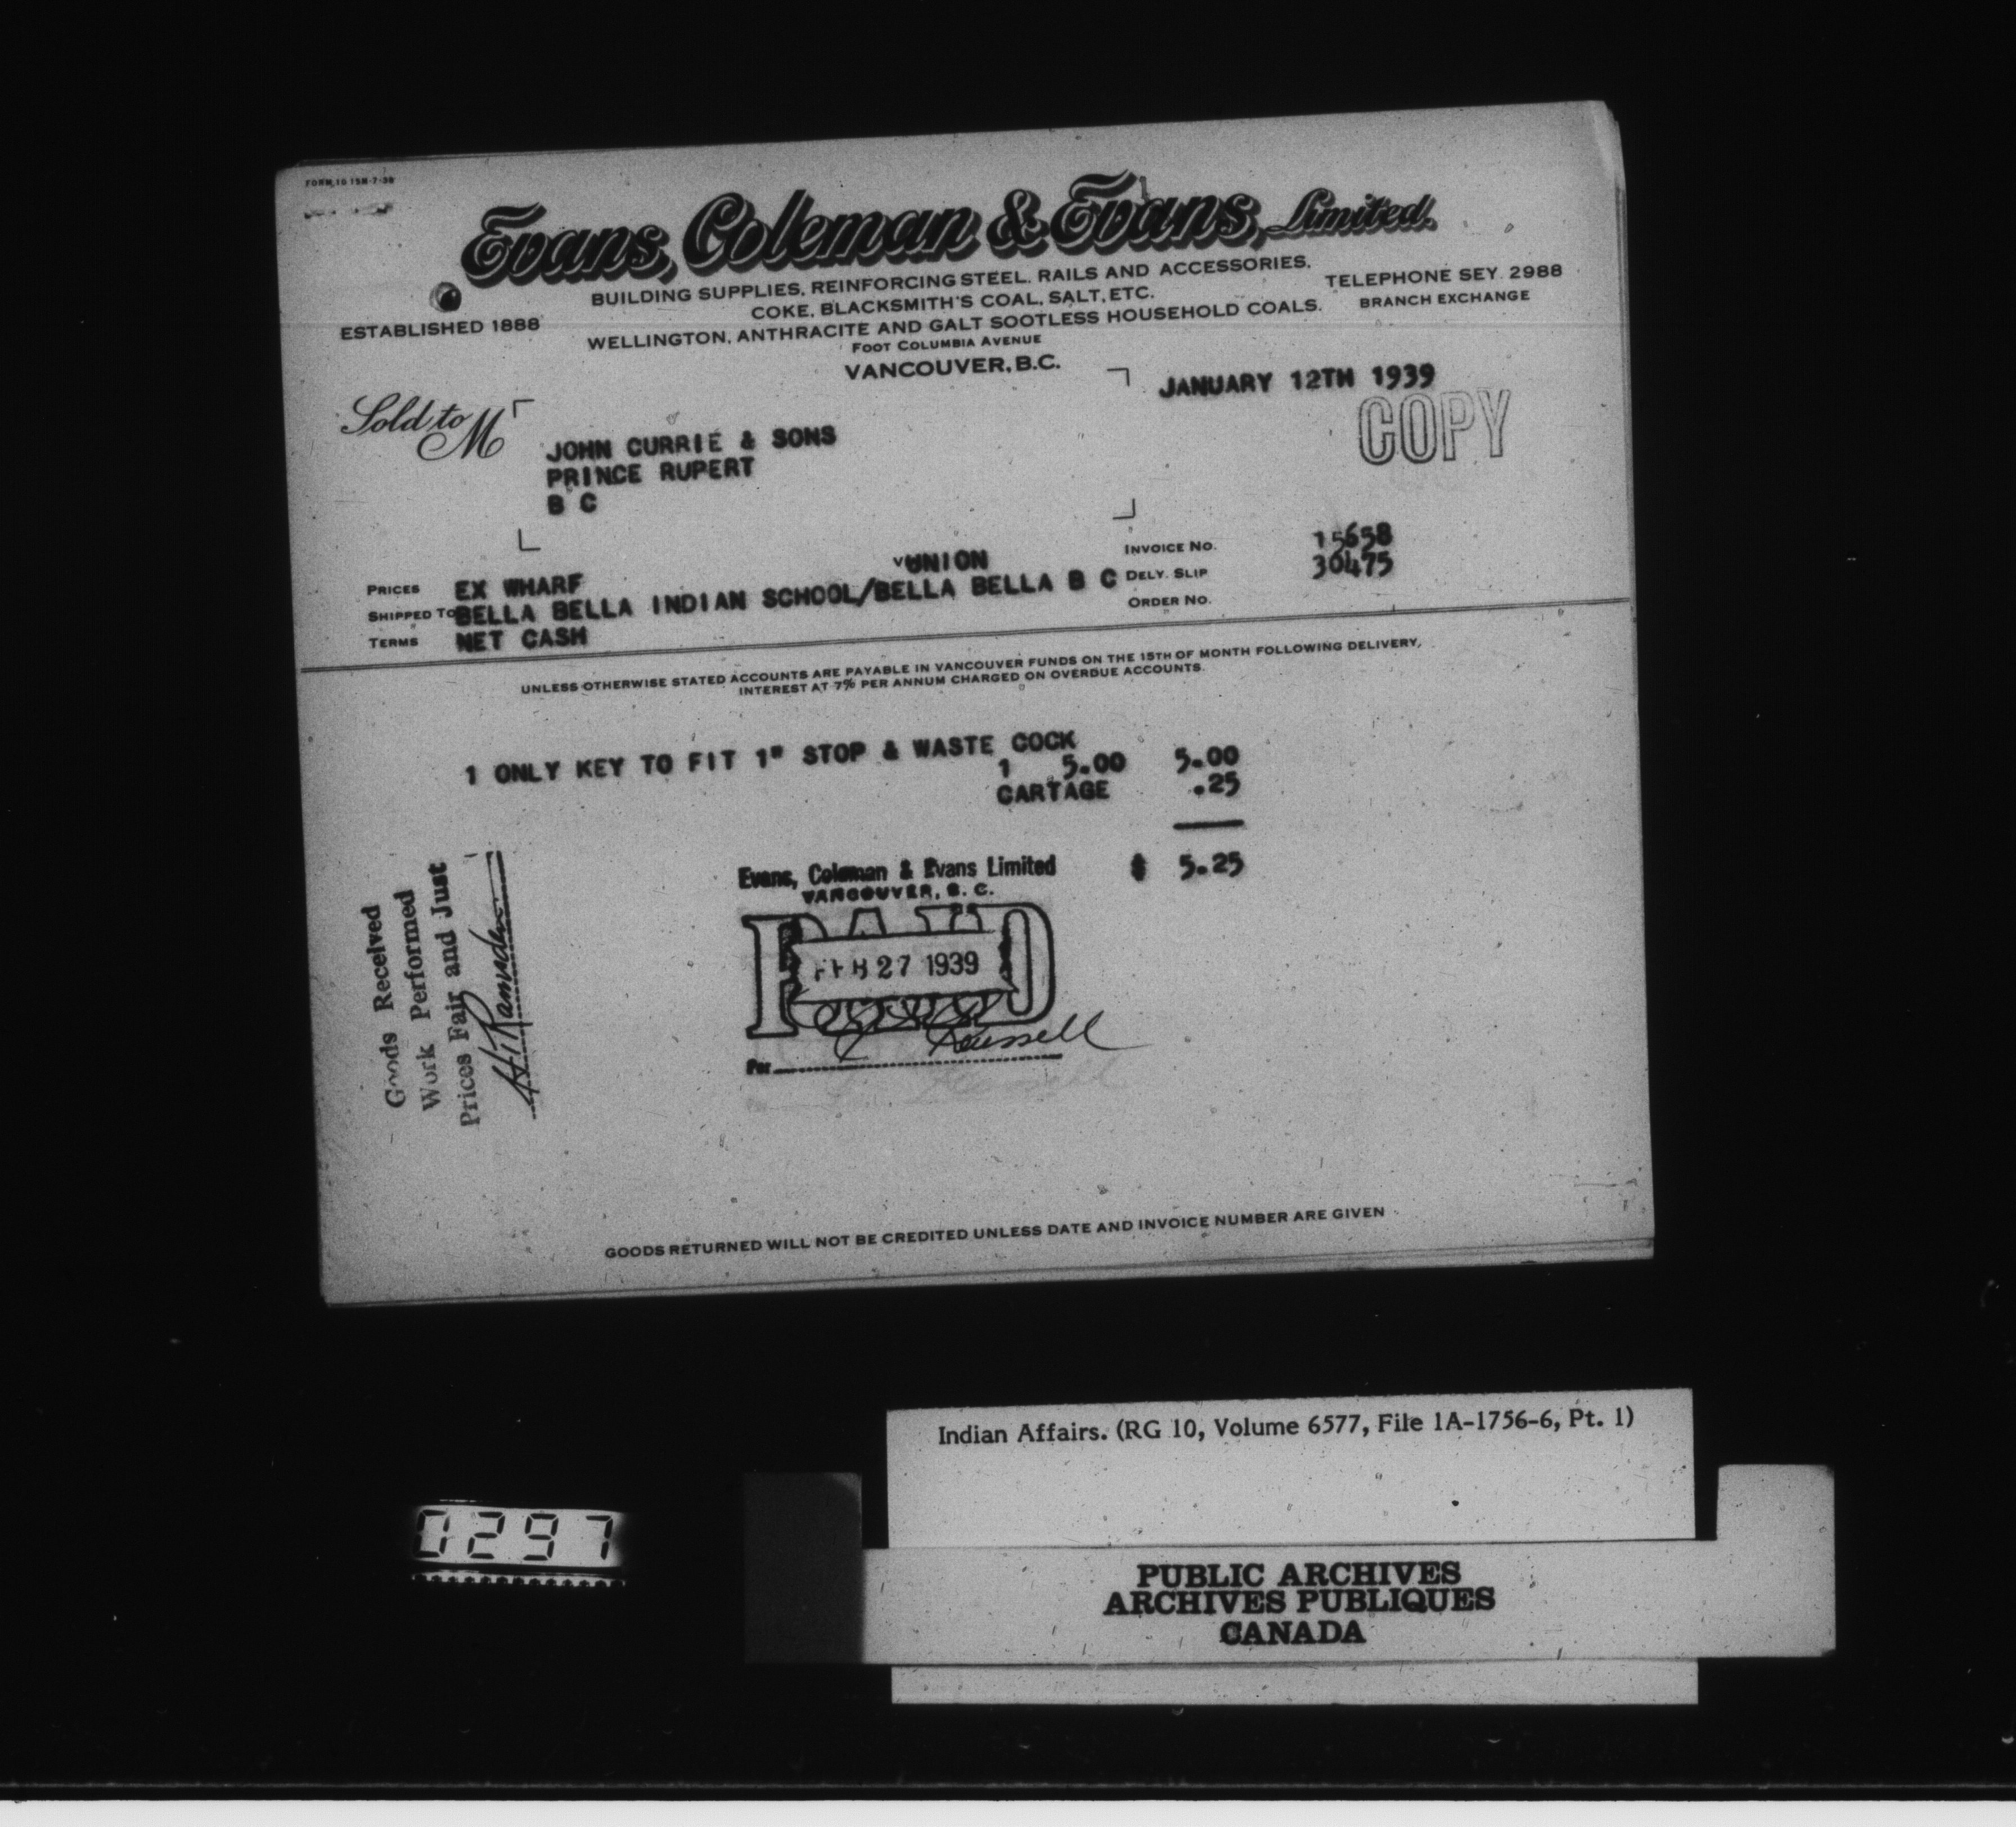 FORM 10 15M-7-38
Evans, Coleman & Evans, Limited.
BUILDING SUPPLIES, REINFORCING STEEL, RAILS AND ACCESSORIES,
COKE, BLACKSMITH'S COAL, SALT, ETC.
WELLINGTON, ANTHRACITE AND GALT SOOTLESS HOUSEHOLD COALS.
ESTABLISHED 1888
TELEPHONE SEY. 2988
BRANCH EXCHANGE
FOOT COLUMBIA AVENUE
VANCOUVER, B.C.
JANUARY 12TH 1939
COPY
Sold to M
JOHN CURRIE & SONS
PRINCE RUPERT
B C
PRICES EX WHARF
VUNION
SHIPPED TO BELLA BELLA INDIAN SCHOOL/BELLA BELLA B C
TERMS NET CASH
INVOICE NO. 15658
DELY. SLIP 30475
ORDER NO.
UNLESS OTHERWISE STATED ACCOUNTS ARE PAYABLE IN VANCOUVER FUNDS ON THE 15TH OF MONTH FOLLOWING DELIVERY,
INTEREST AT 7% PER ANNUM CHARGED ON OVERDUE ACCOUNTS.
1 ONLY KEY TO FIT 1" STOP & WASTE COCK
1 5.00 5.00
CARTAGE .25
$ 5.25
Evans, Coleman & Evans Limited
VANCOUVER, B. C.
PAID
FEB 27 1939
Per Russell
Goods Received
Work Performed
Prices Fair and Just
GOODS RETURNED WILL NOT BE CREDITED UNLESS DATE AND INVOICE NUMBER ARE GIVEN
Indian Affairs. (RG 10, Volume 6577, File 1A-1756-6, Pt. 1)
0297
PUBLIC ARCHIVES
ARCHIVES PUBLIQUES
CANADA